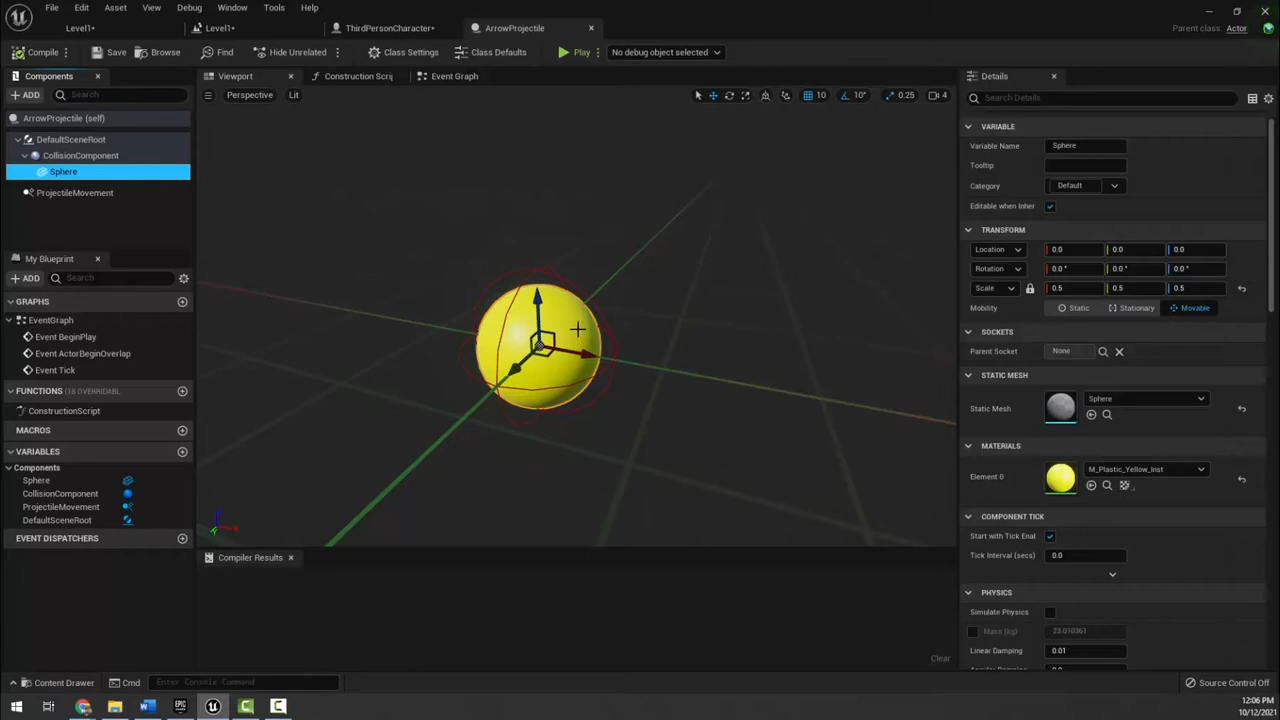 File Edit Asset View Debug Window Tools Help
Level1* Level1* ThirdPersonCharacter* ArrowProjectile Parent class: Actor
Compile Save Browse Find Hide Unrelated Class Settings Class Defaults Play No debug object selected
Components Viewport Construction Scrip Event Graph Details
ADD Search Perspective Lit 10 10° 0.25 4 Search Details
ArrowProjectile (self)
DefaultSceneRoot
CollisionComponent
Sphere
ProjectileMovement
My Blueprint
ADD Search
GRAPHS
EventGraph
Event BeginPlay
Event ActorBeginOverlap
Event Tick
FUNCTIONS (18 OVERRIDABL
ConstructionScript
MACROS
VARIABLES
Components
Sphere
CollisionComponent
ProjectileMovement
DefaultSceneRoot
EVENT DISPATCHERS
Compiler Results
Clear
VARIABLE
Variable Name Sphere
Tooltip
Category Default
Editable when Inher
TRANSFORM
Location 0.0 0.0 0.0
Rotation 0.0 ° 0.0 ° 0.0 °
Scale 0.5 0.5 0.5
Mobility Static Stationary Movable
SOCKETS
Parent Socket None
STATIC MESH
Static Mesh Sphere
MATERIALS
Element 0 M_Plastic_Yellow_Inst
COMPONENT TICK
Start with Tick Enal
Tick Interval (secs) 0.0
PHYSICS
Simulate Physics
Mass (kg) 23.010361
Linear Damping 0.01
Content Drawer Cmd Enter Console Command Source Control Off
12:06 PM
10/12/2021